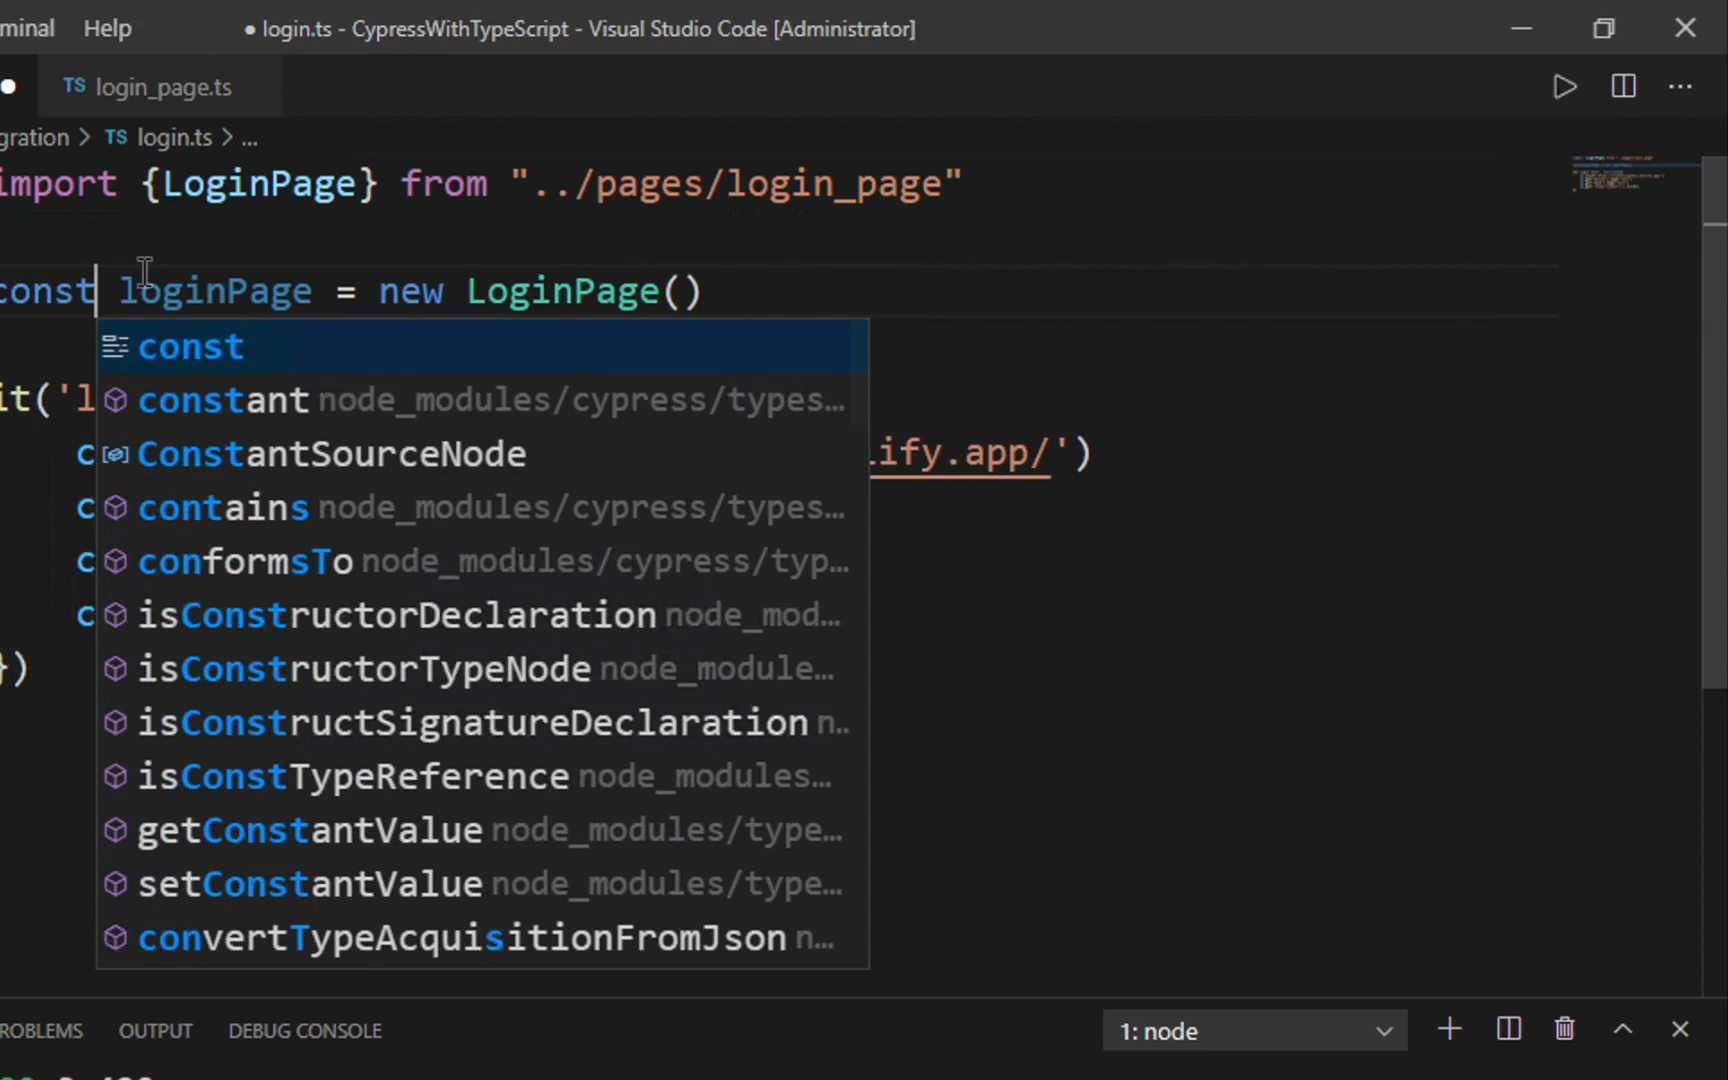 minal Help ● login.ts - CypressWithTypeScript - Visual Studio Code [Administrator]
TS login_page.ts
gration > TS login.ts > ...
import {LoginPage} from "../pages/login_page"
const loginPage = new LoginPage()
const
it('l
constant node_modules/cypress/types…
c ConstantSourceNode
lify.app/')
c contains node_modules/cypress/types…
c conformsTo node_modules/cypress/typ…
c isConstructorDeclaration node_mod…
}) isConstructorTypeNode node_module…
isConstructSignatureDeclaration n…
isConstTypeReference node_modules…
getConstantValue node_modules/type…
setConstantValue node_modules/type…
convertTypeAcquisitionFromJson n…
ROBLEMS OUTPUT DEBUG CONSOLE 1: node